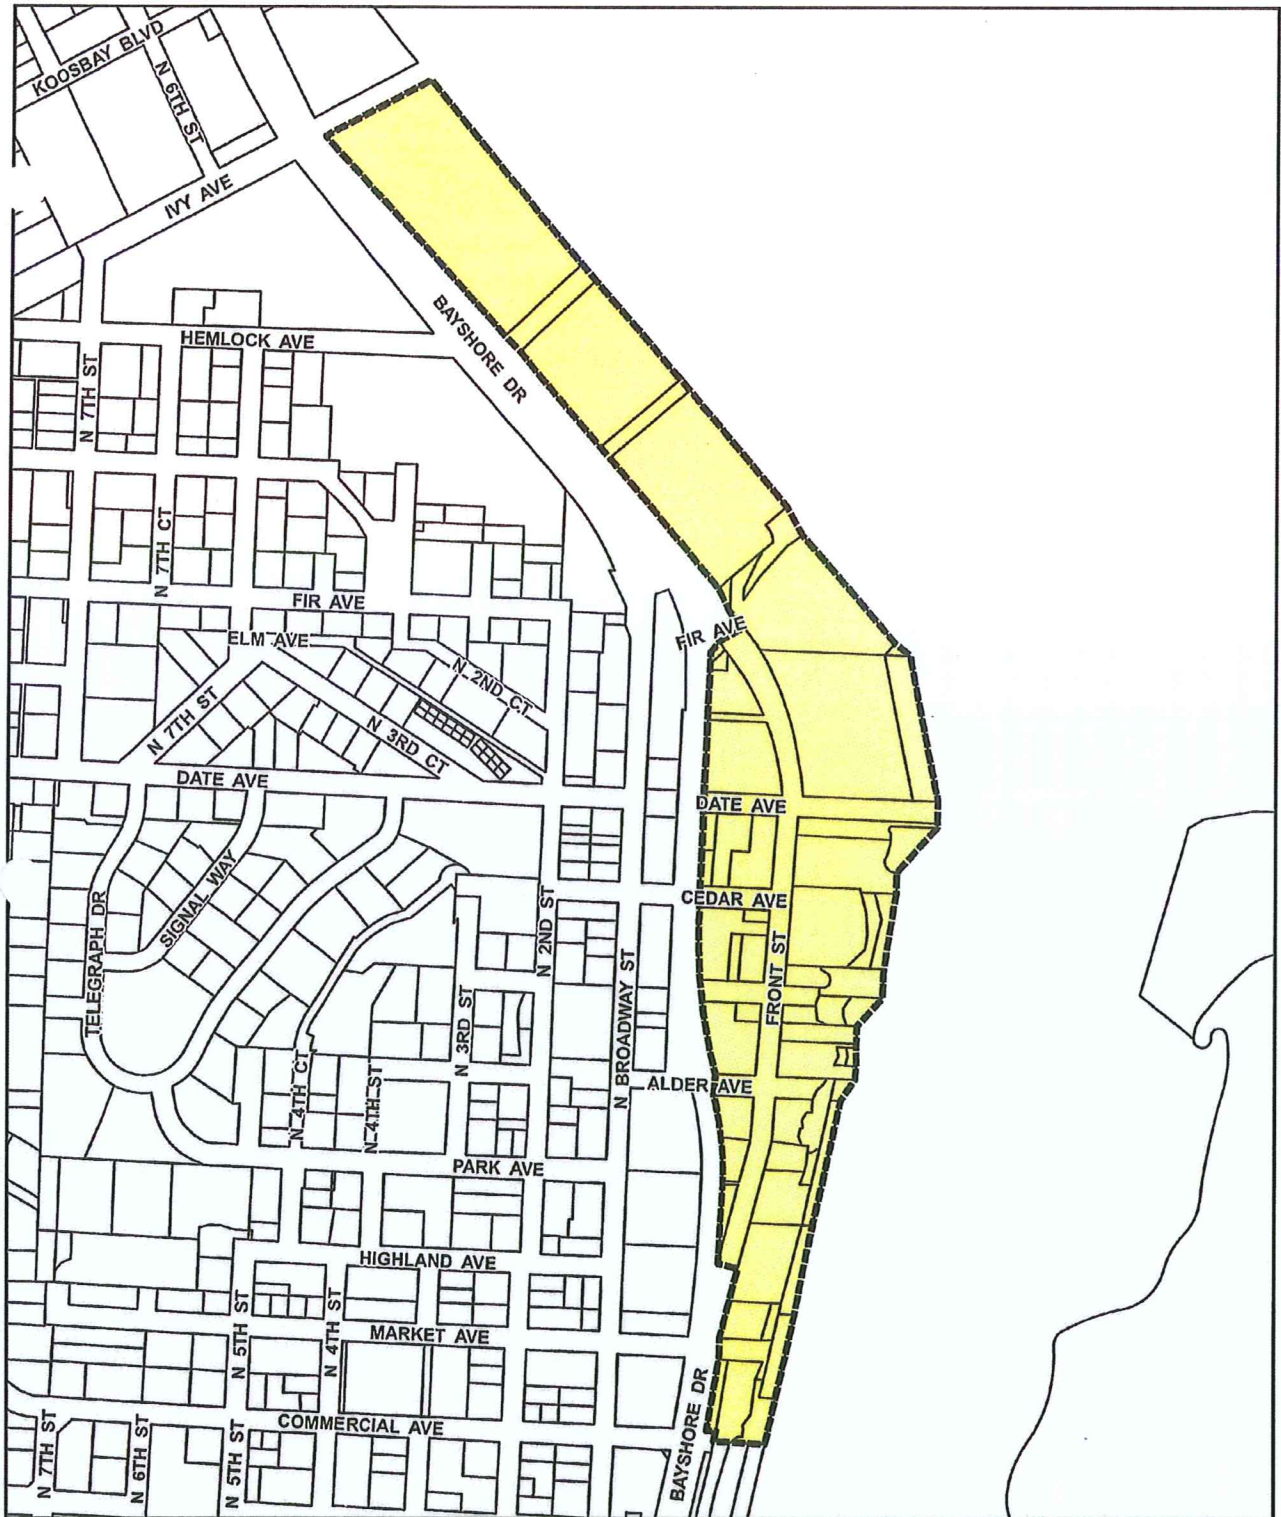 KOOSBAY BLVD
N 6TH ST
IVY AVE
BAYSHORE DR
HEMLOCK AVE
N 7TH ST
N 7TH CT
FIR AVE
FIR AVE
ELM AVE
N 2ND CT
N 7TH ST
N 3RD CT
DATE AVE
DATE AVE
TELEGRAPH DR
SIGNAL WAY
CEDAR AVE
N 2ND ST
FRONT ST
N BROADWAY ST
N 3RD ST
N 4TH CT
N 4TH ST
ALDER AVE
PARK AVE
HIGHLAND AVE
N 5TH ST
N 4TH ST
MARKET AVE
BAYSHORE DR
COMMERCIAL AVE
N 7TH ST
N 6TH ST
N 5TH ST